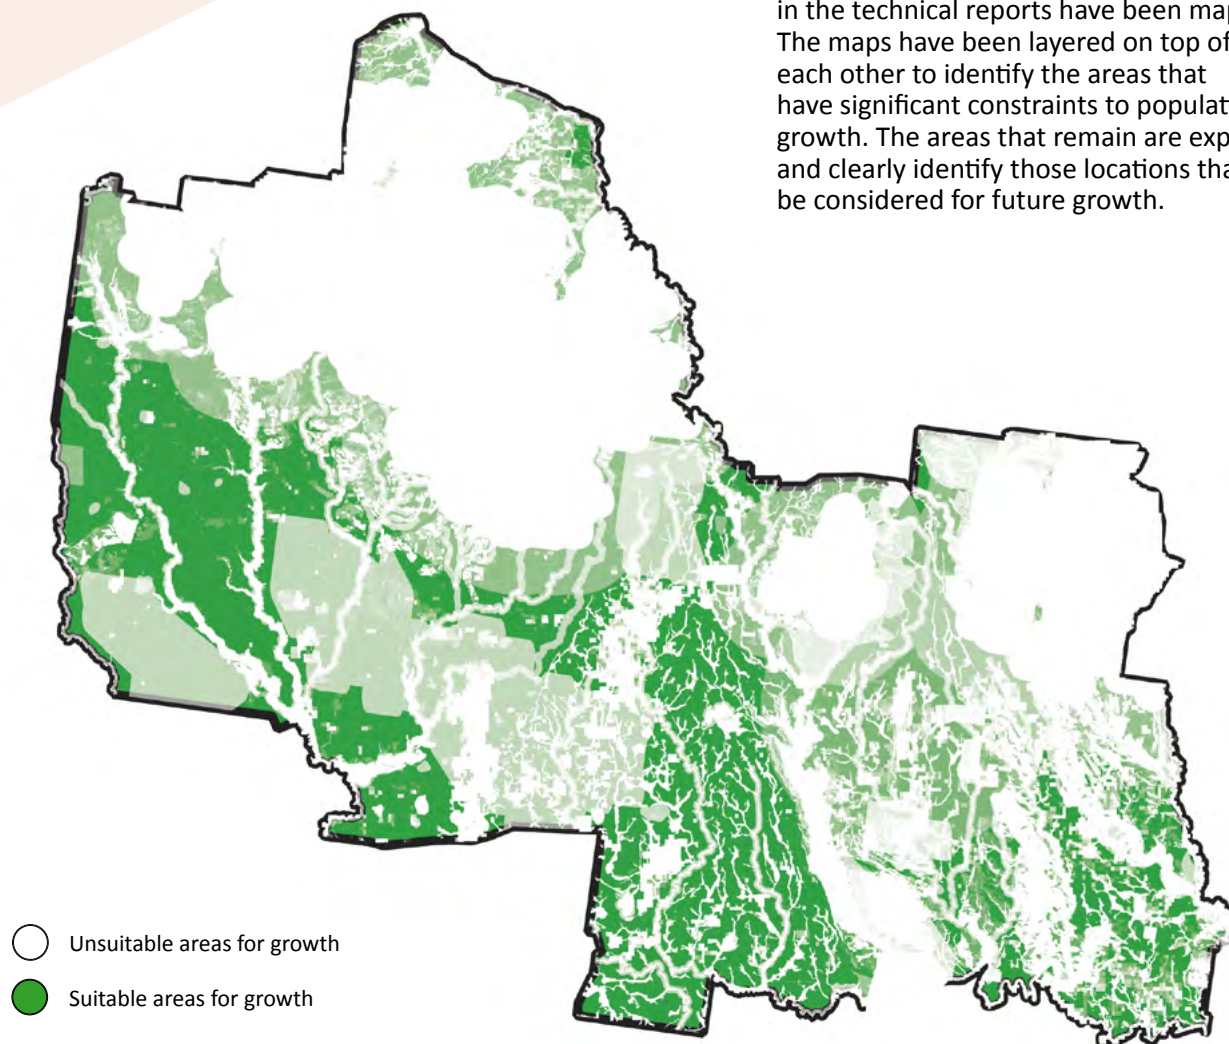 in the technical reports have been map
The maps have been layered on top of
each other to identify the areas that
have significant constraints to populat
growth. The areas that remain are exp
and clearly identify those locations tha
be considered for future growth.
Unsuitable areas for growth
Suitable areas for growth